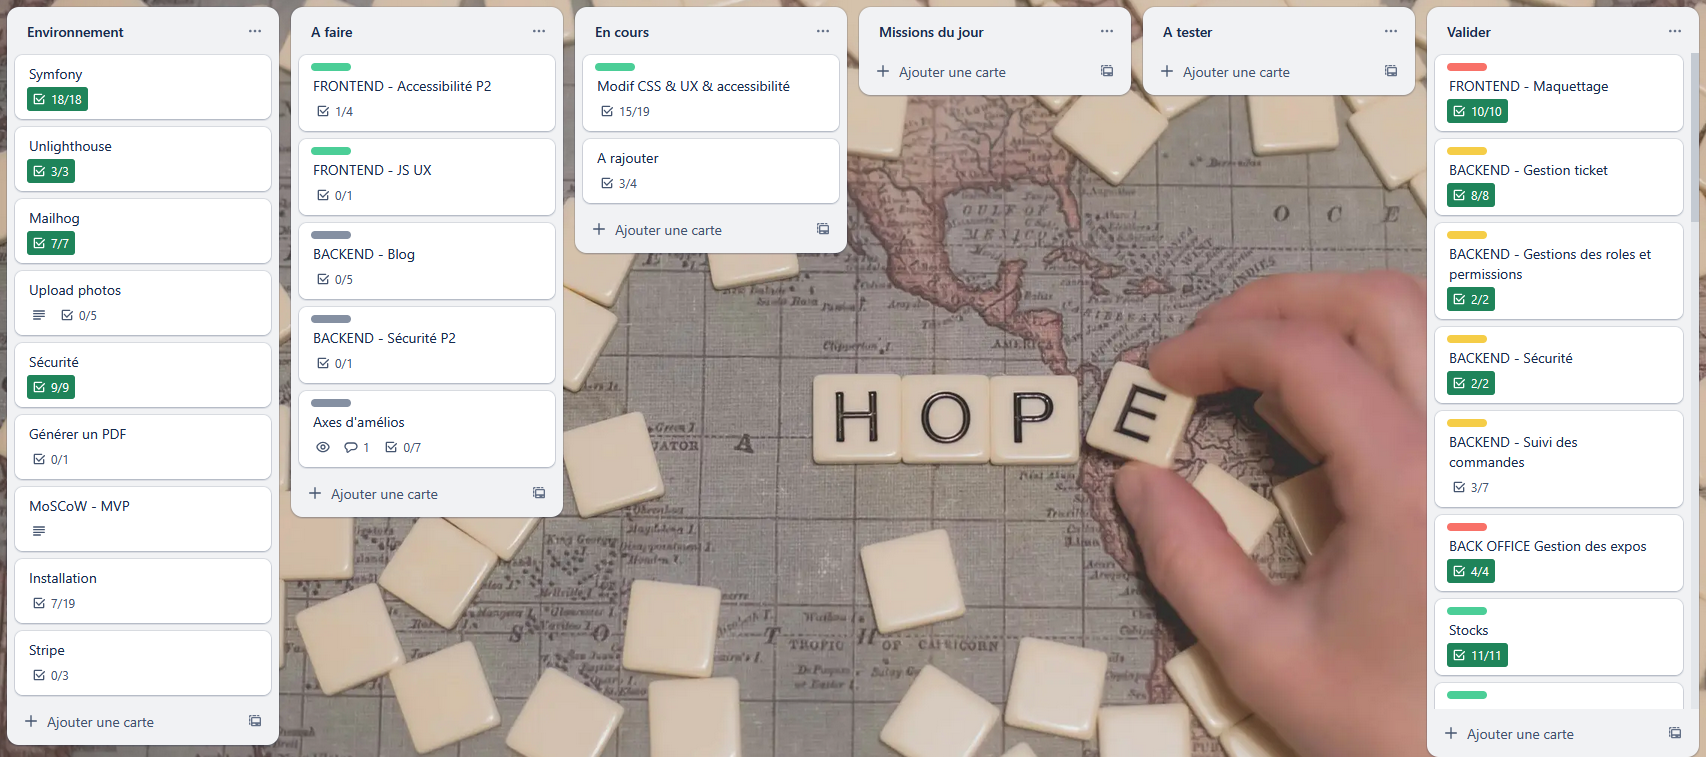 Environnement
Symfony
18/18
Unlighthouse
3/3
Mailhog
7/7
Upload photos
0/5
Sécurité
9/9
Générer un PDF
0/1
MoSCoW - MVP
Installation
7/19
Stripe
0/3
Ajouter une carte
A faire
FRONTEND - Accessibilité P2
1/4
FRONTEND - JS UX
0/1
BACKEND - Blog
0/5
BACKEND - Sécurité P2
0/1
Axes d'amélios
1 0/7
Ajouter une carte
En cours
Modif CSS & UX & accessibilité
15/19
A rajouter
3/4
Ajouter une carte
Missions du jour
Ajouter une carte
A tester
Ajouter une carte
Valider
FRONTEND - Maquettage
10/10
BACKEND - Gestion ticket
8/8
BACKEND - Gestions des roles et
permissions
2/2
BACKEND - Sécurité
2/2
BACKEND - Suivi des
commandes
3/7
BACK OFFICE Gestion des expos
4/4
Stocks
11/11
Ajouter une carte
GULF OF
MEXICO
O C E
AMERICA
H O P E
A
S O T H
TROPIC OF CAPRICORN